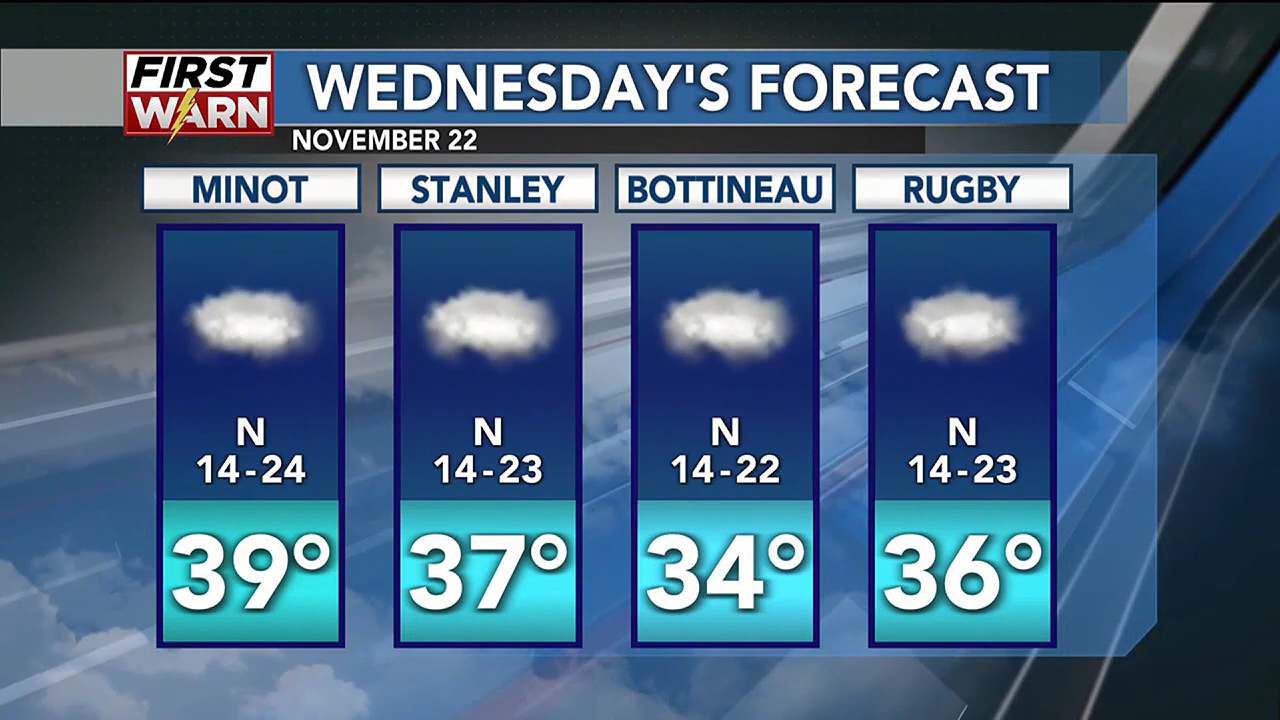 FIRST
WARN
WEDNESDAY'S FORECAST
NOVEMBER 22
MINOT
STANLEY
BOTTINEAU
RUGBY
N
14-24
39°
N
14-23
37°
N
14-22
34°
N
14-23
36°